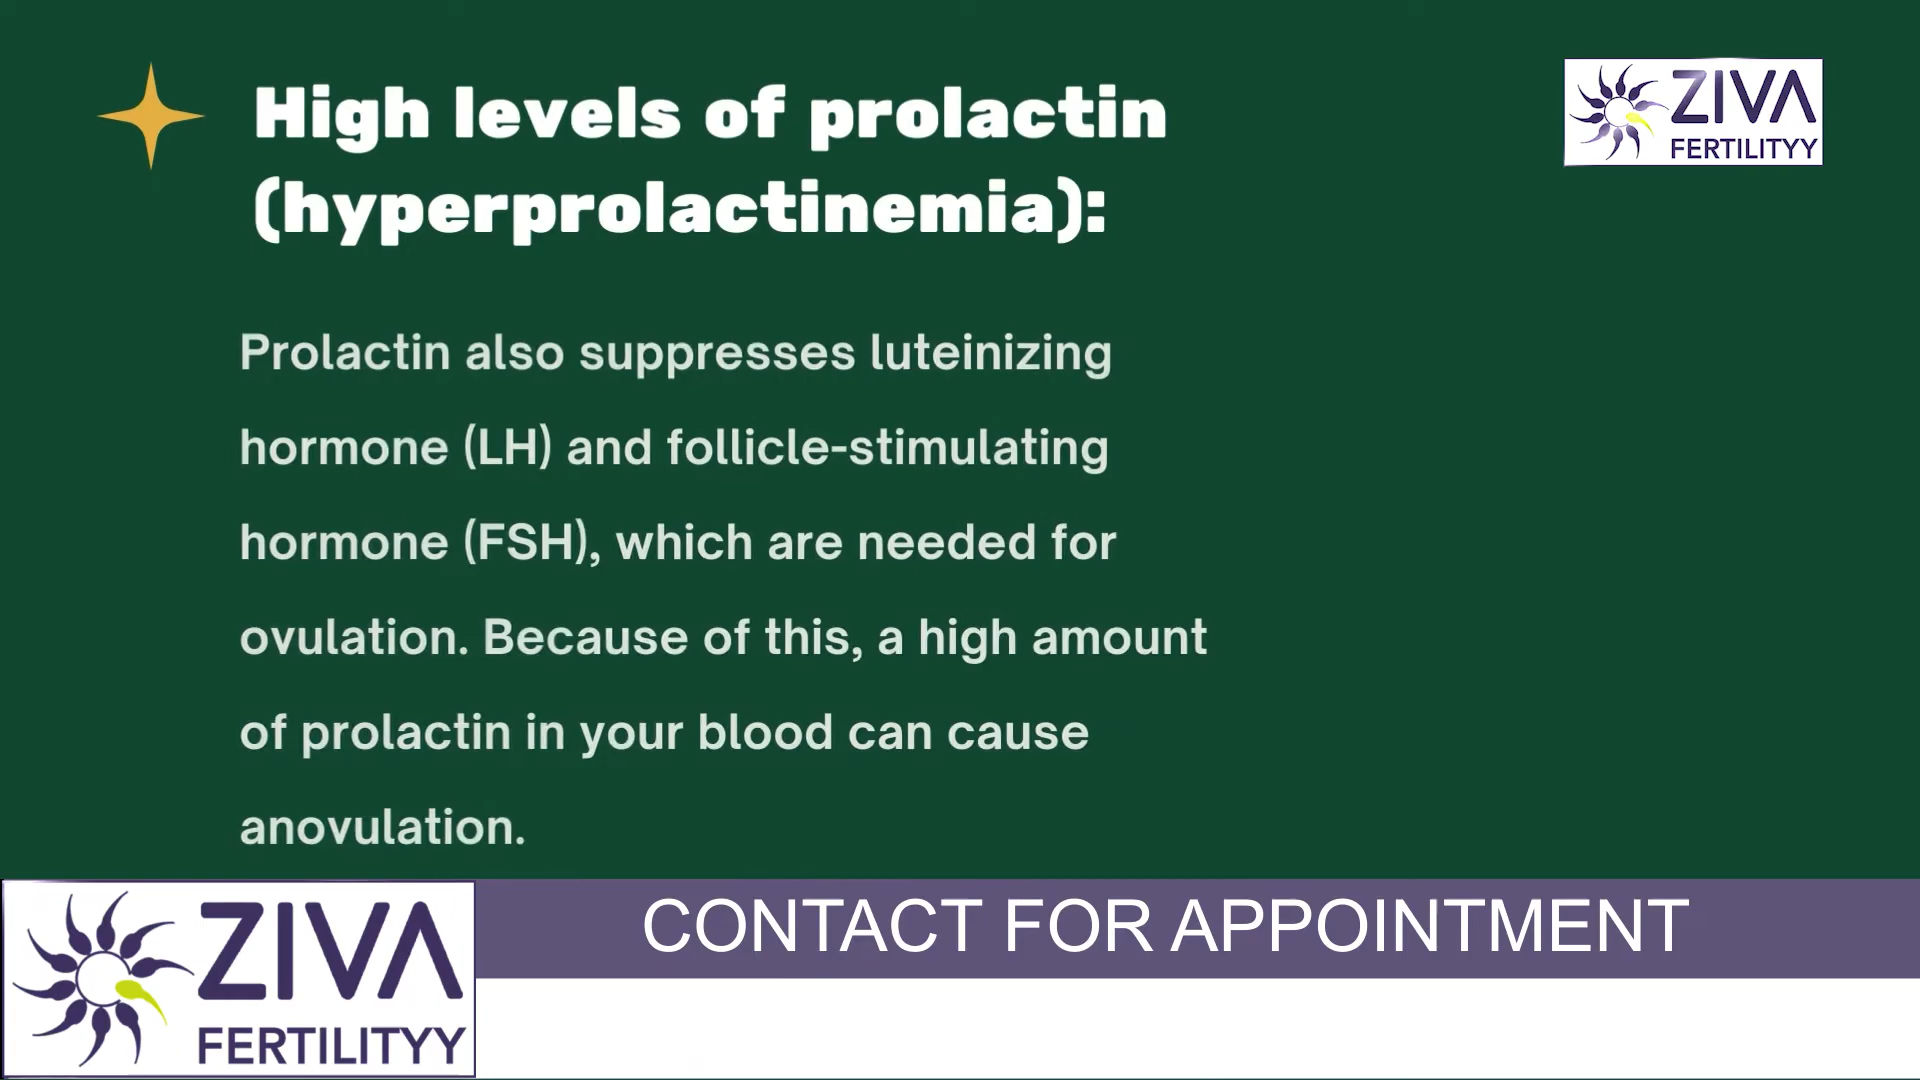 High levels of prolactin
(hyperprolactinemia):
ZIVA
FERTILITYY
Prolactin also suppresses luteinizing
hormone (LH) and follicle-stimulating
hormone (FSH), which are needed for
ovulation. Because of this, a high amount
of prolactin in your blood can cause
anovulation.
ZIVA
FERTILITYY
CONTACT FOR APPOINTMENT